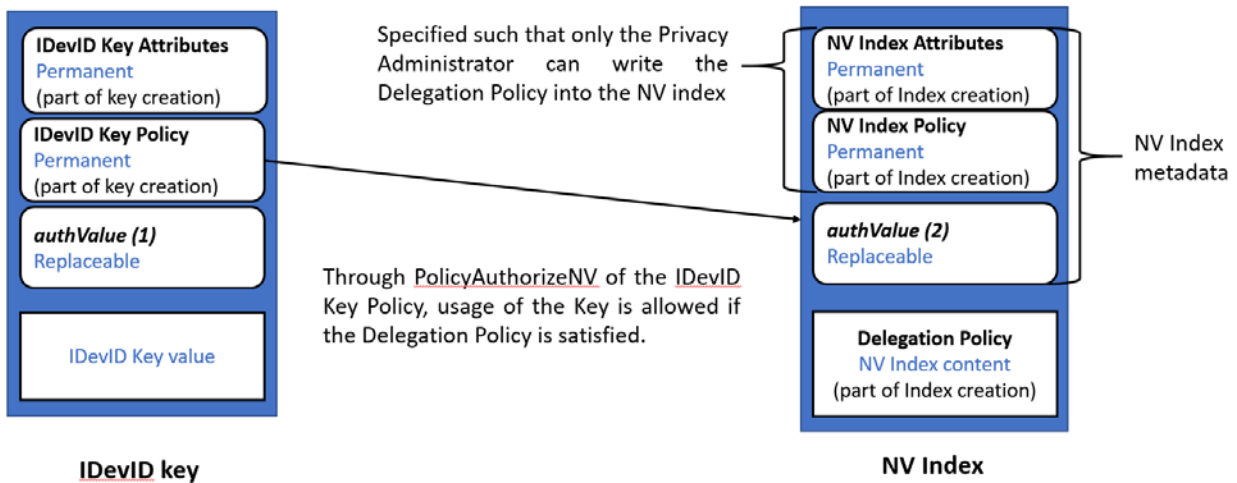 IDevID Key Attributes
Permanent
(part of key creation)
IDevID Key Policy
Permanent
(part of key creation)
authValue (1)
Replaceable
IDevID Key value
IDevID key
Specified such that only the Privacy
Administrator can write the
Delegation Policy into the NV index
Through PolicyAuthorizeNV of the IDevID
Key Policy, usage of the Key is allowed if
the Delegation Policy is satisfied.
NV Index Attributes
Permanent
(part of Index creation)
NV Index Policy
Permanent
(part of Index creation)
authValue (2)
Replaceable
Delegation Policy
NV Index content
(part of Index creation)
NV Index
NV Index
metadata